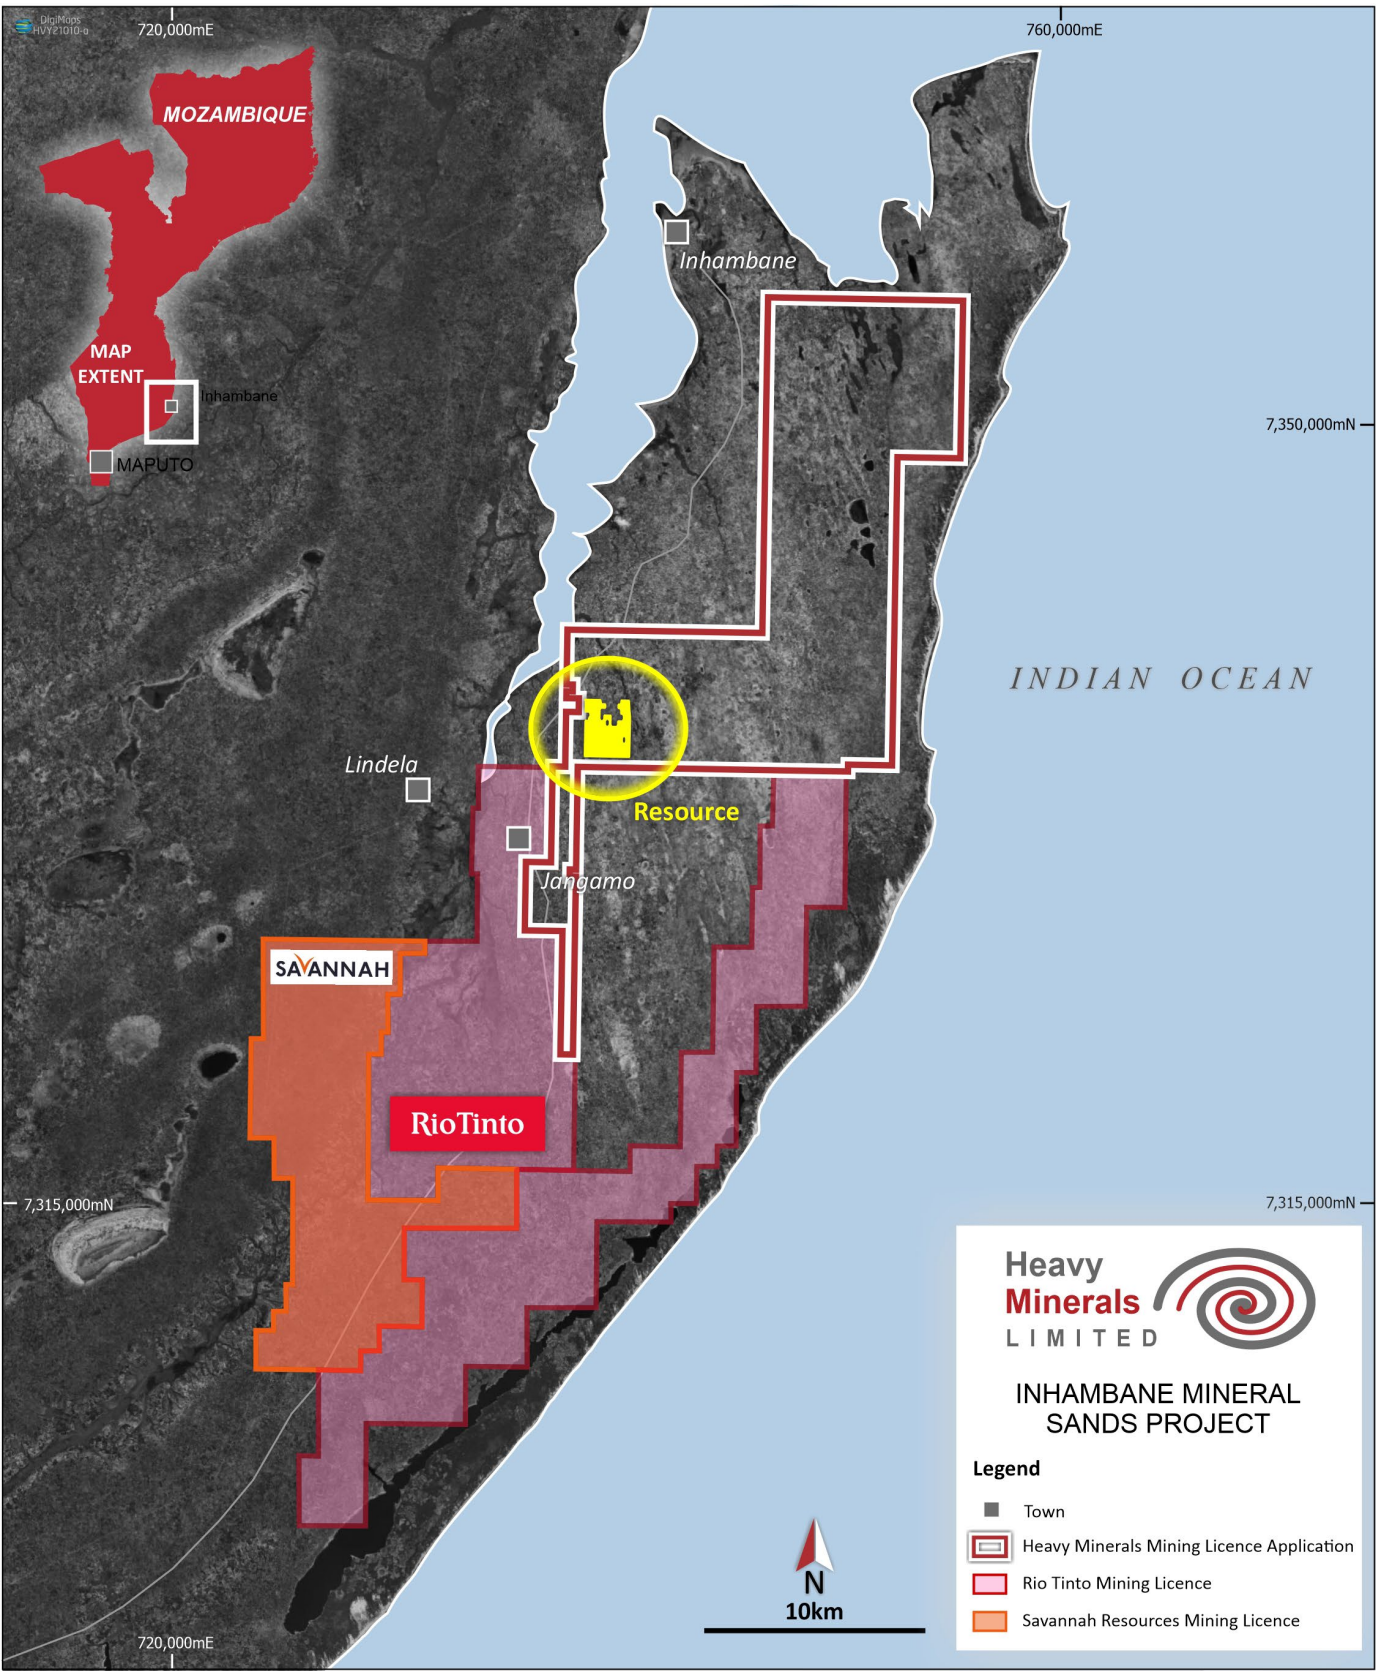 DigiMaps
HVY21010-a
720,000mE
760,000mE
MOZAMBIQUE
Inhambane
MAP
EXTENT
Inhambane
MAPUTO
7,350,000mN
INDIAN OCEAN
Lindela
Resource
Jangamo
SAVANNAH
RioTinto
7,315,000mN
7,315,000mN
Heavy
Minerals
LIMITED
INHAMBANE MINERAL
SANDS PROJECT
Legend
Town
Heavy Minerals Mining Licence Application
Rio Tinto Mining Licence
Savannah Resources Mining Licence
N
10km
720,000mE